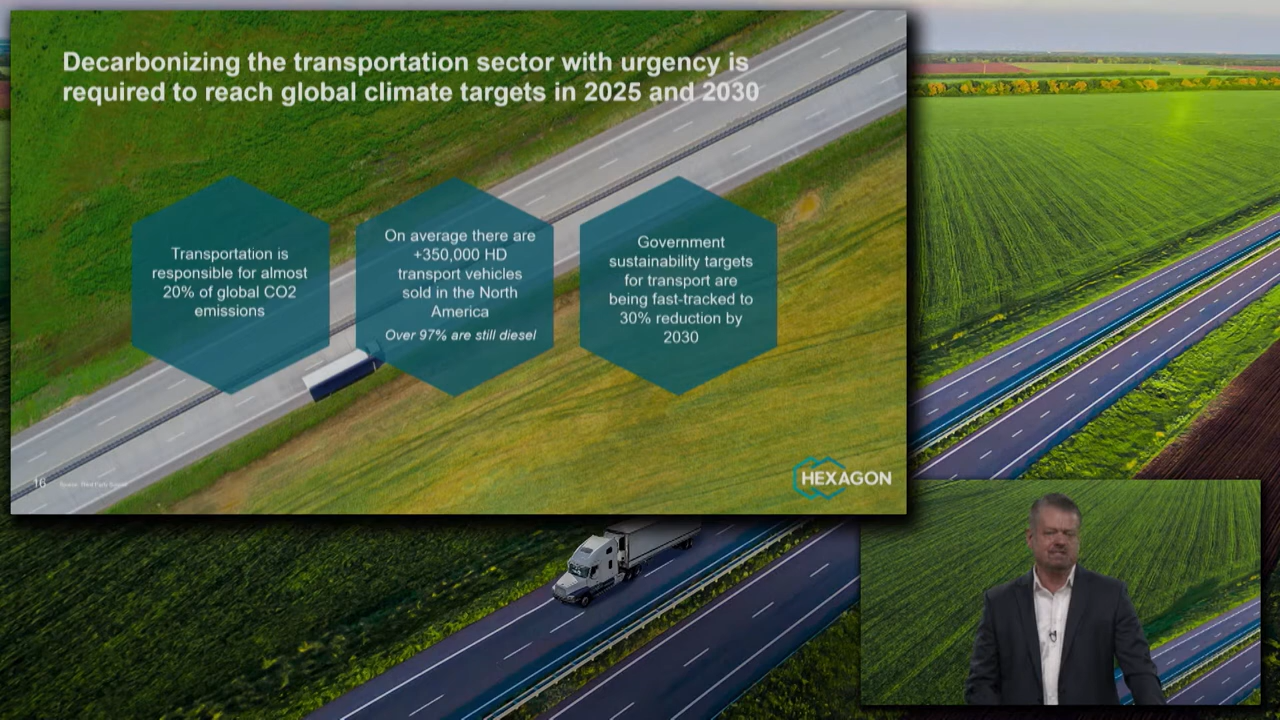 Decarbonizing the transportation sector with urgency is
required to reach global climate targets in 2025 and 2030
Transportation is
responsible for almost
20% of global CO2
emissions
On average there are
+350,000 HD
transport vehicles
sold in the North
America
Over 97% are still diesel
Government
sustainability targets
for transport are
being fast-tracked to
30% reduction by
2030
16
HEXAGON